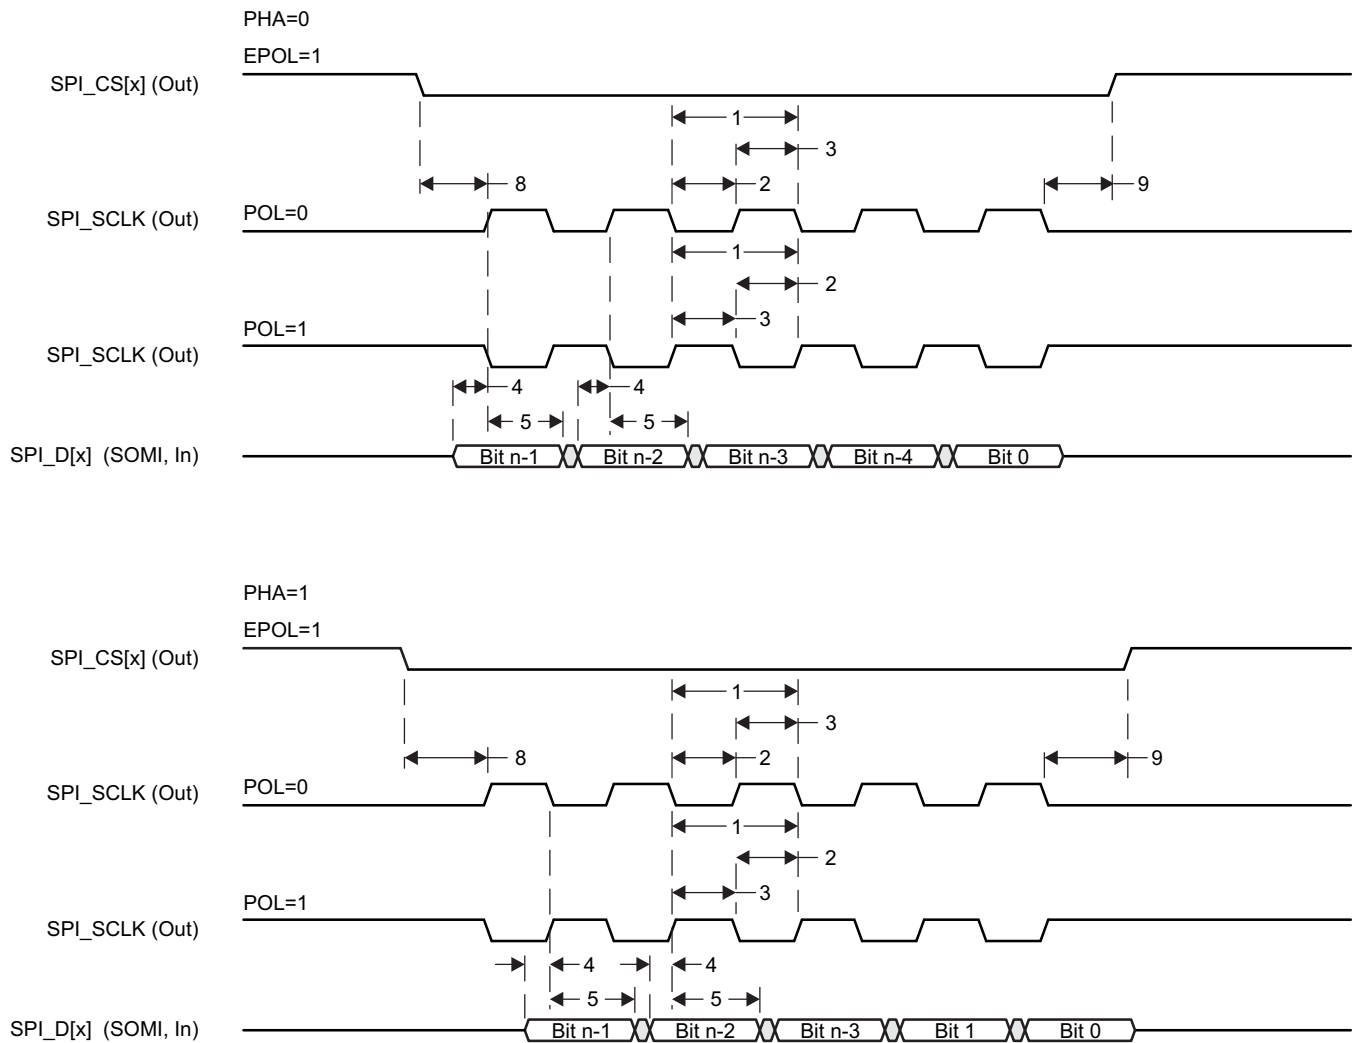 PHA=0
EPOL=1
SPI_CS[x] (Out)
1
3
8
2
9
SPI_SCLK (Out)
POL=0
1
2
3
POL=1
SPI_SCLK (Out)
4
4
5
5
SPI_D[x] (SOMI, In)
Bit n-1
Bit n-2
Bit n-3
Bit n-4
Bit 0
PHA=1
EPOL=1
SPI_CS[x] (Out)
1
3
8
2
9
SPI_SCLK (Out)
POL=0
1
2
3
POL=1
SPI_SCLK (Out)
4
4
5
5
SPI_D[x] (SOMI, In)
Bit n-1
Bit n-2
Bit n-3
Bit 1
Bit 0